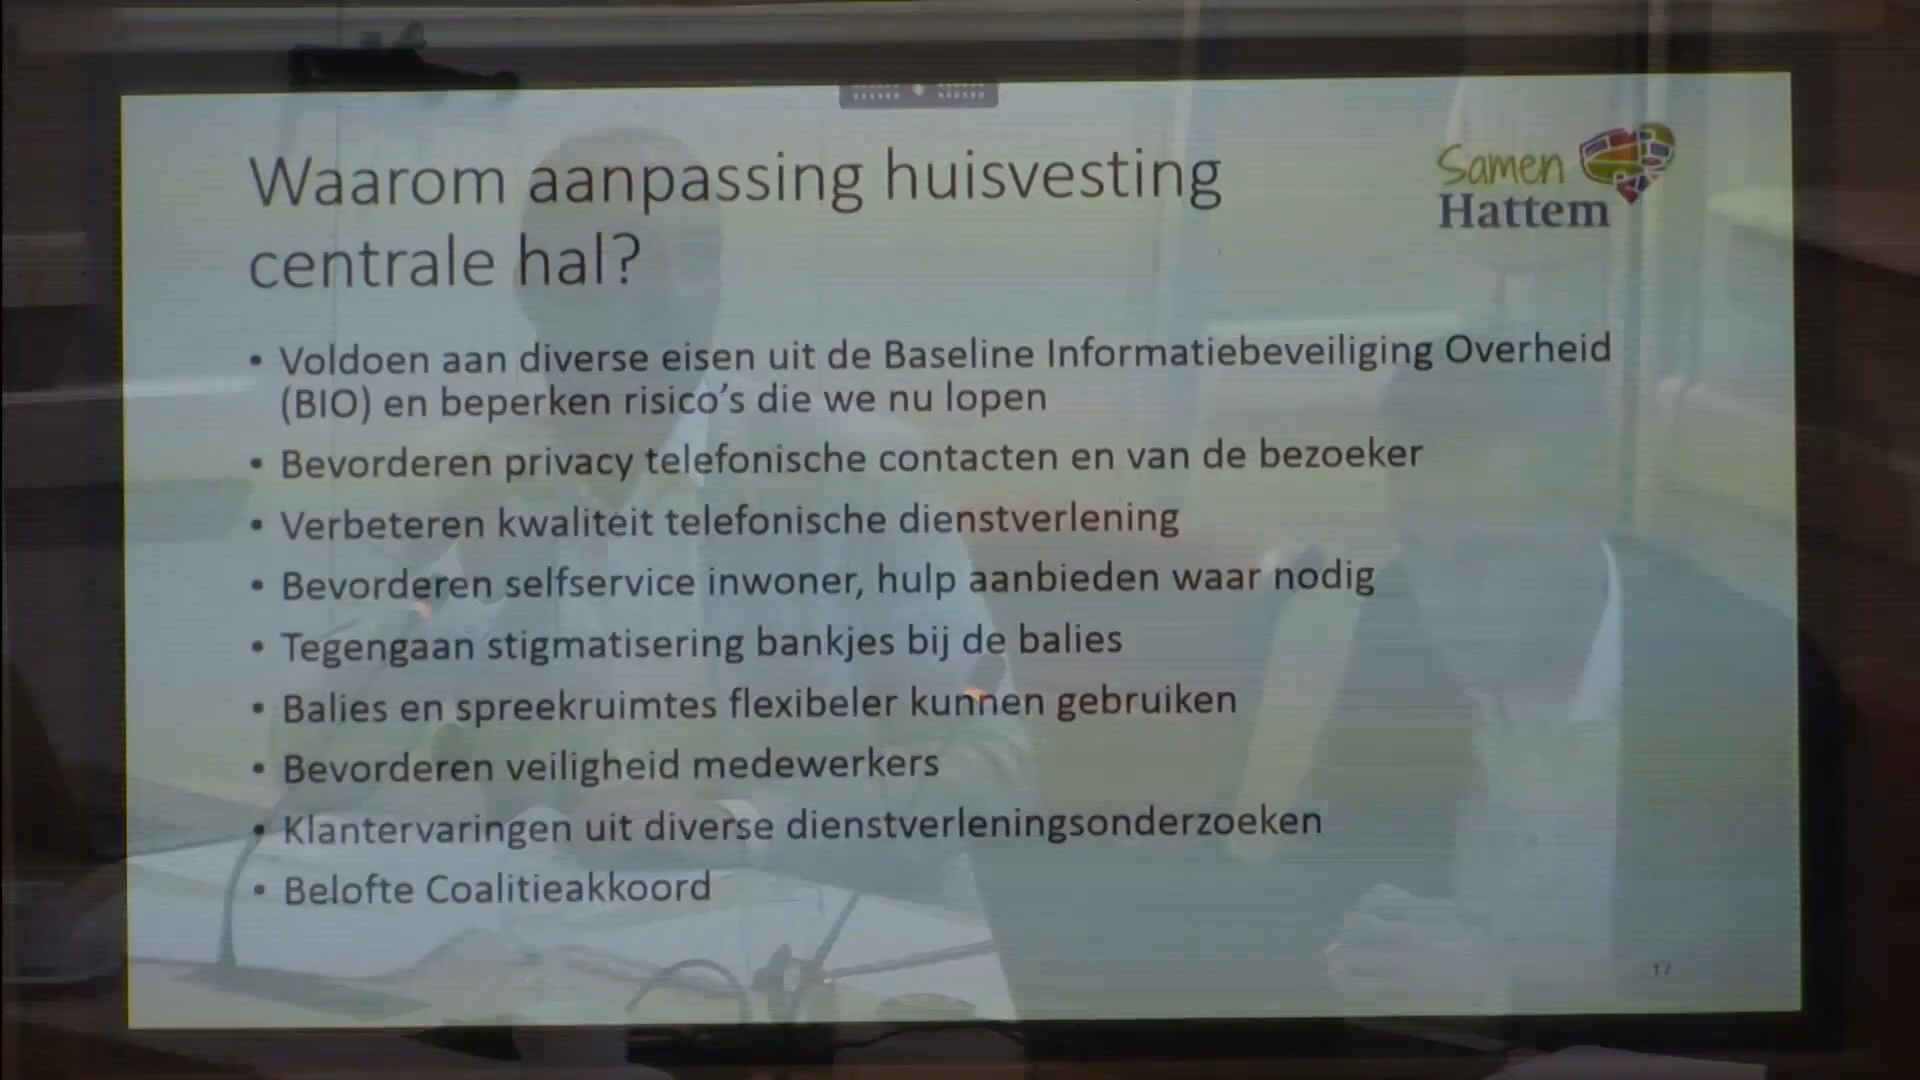 Waarom aanpassing huisvesting
centrale hal?
Samen
Hattem
• Voldoen aan diverse eisen uit de Baseline Informatiebeveiliging Overheid
(BIO) en beperken risico's die we nu lopen
• Bevorderen privacy telefonische contacten en van de bezoeker
• Verbeteren kwaliteit telefonische dienstverlening
• Bevorderen selfservice inwoner, hulp aanbieden waar nodig
• Tegengaan stigmatisering bankjes bij de balies
• Balies en spreekruimtes flexibeler kunnen gebruiken
• Bevorderen veiligheid medewerkers
• Klantervaringen uit diverse dienstverleningsonderzoeken
• Belofte Coalitieakkoord
17